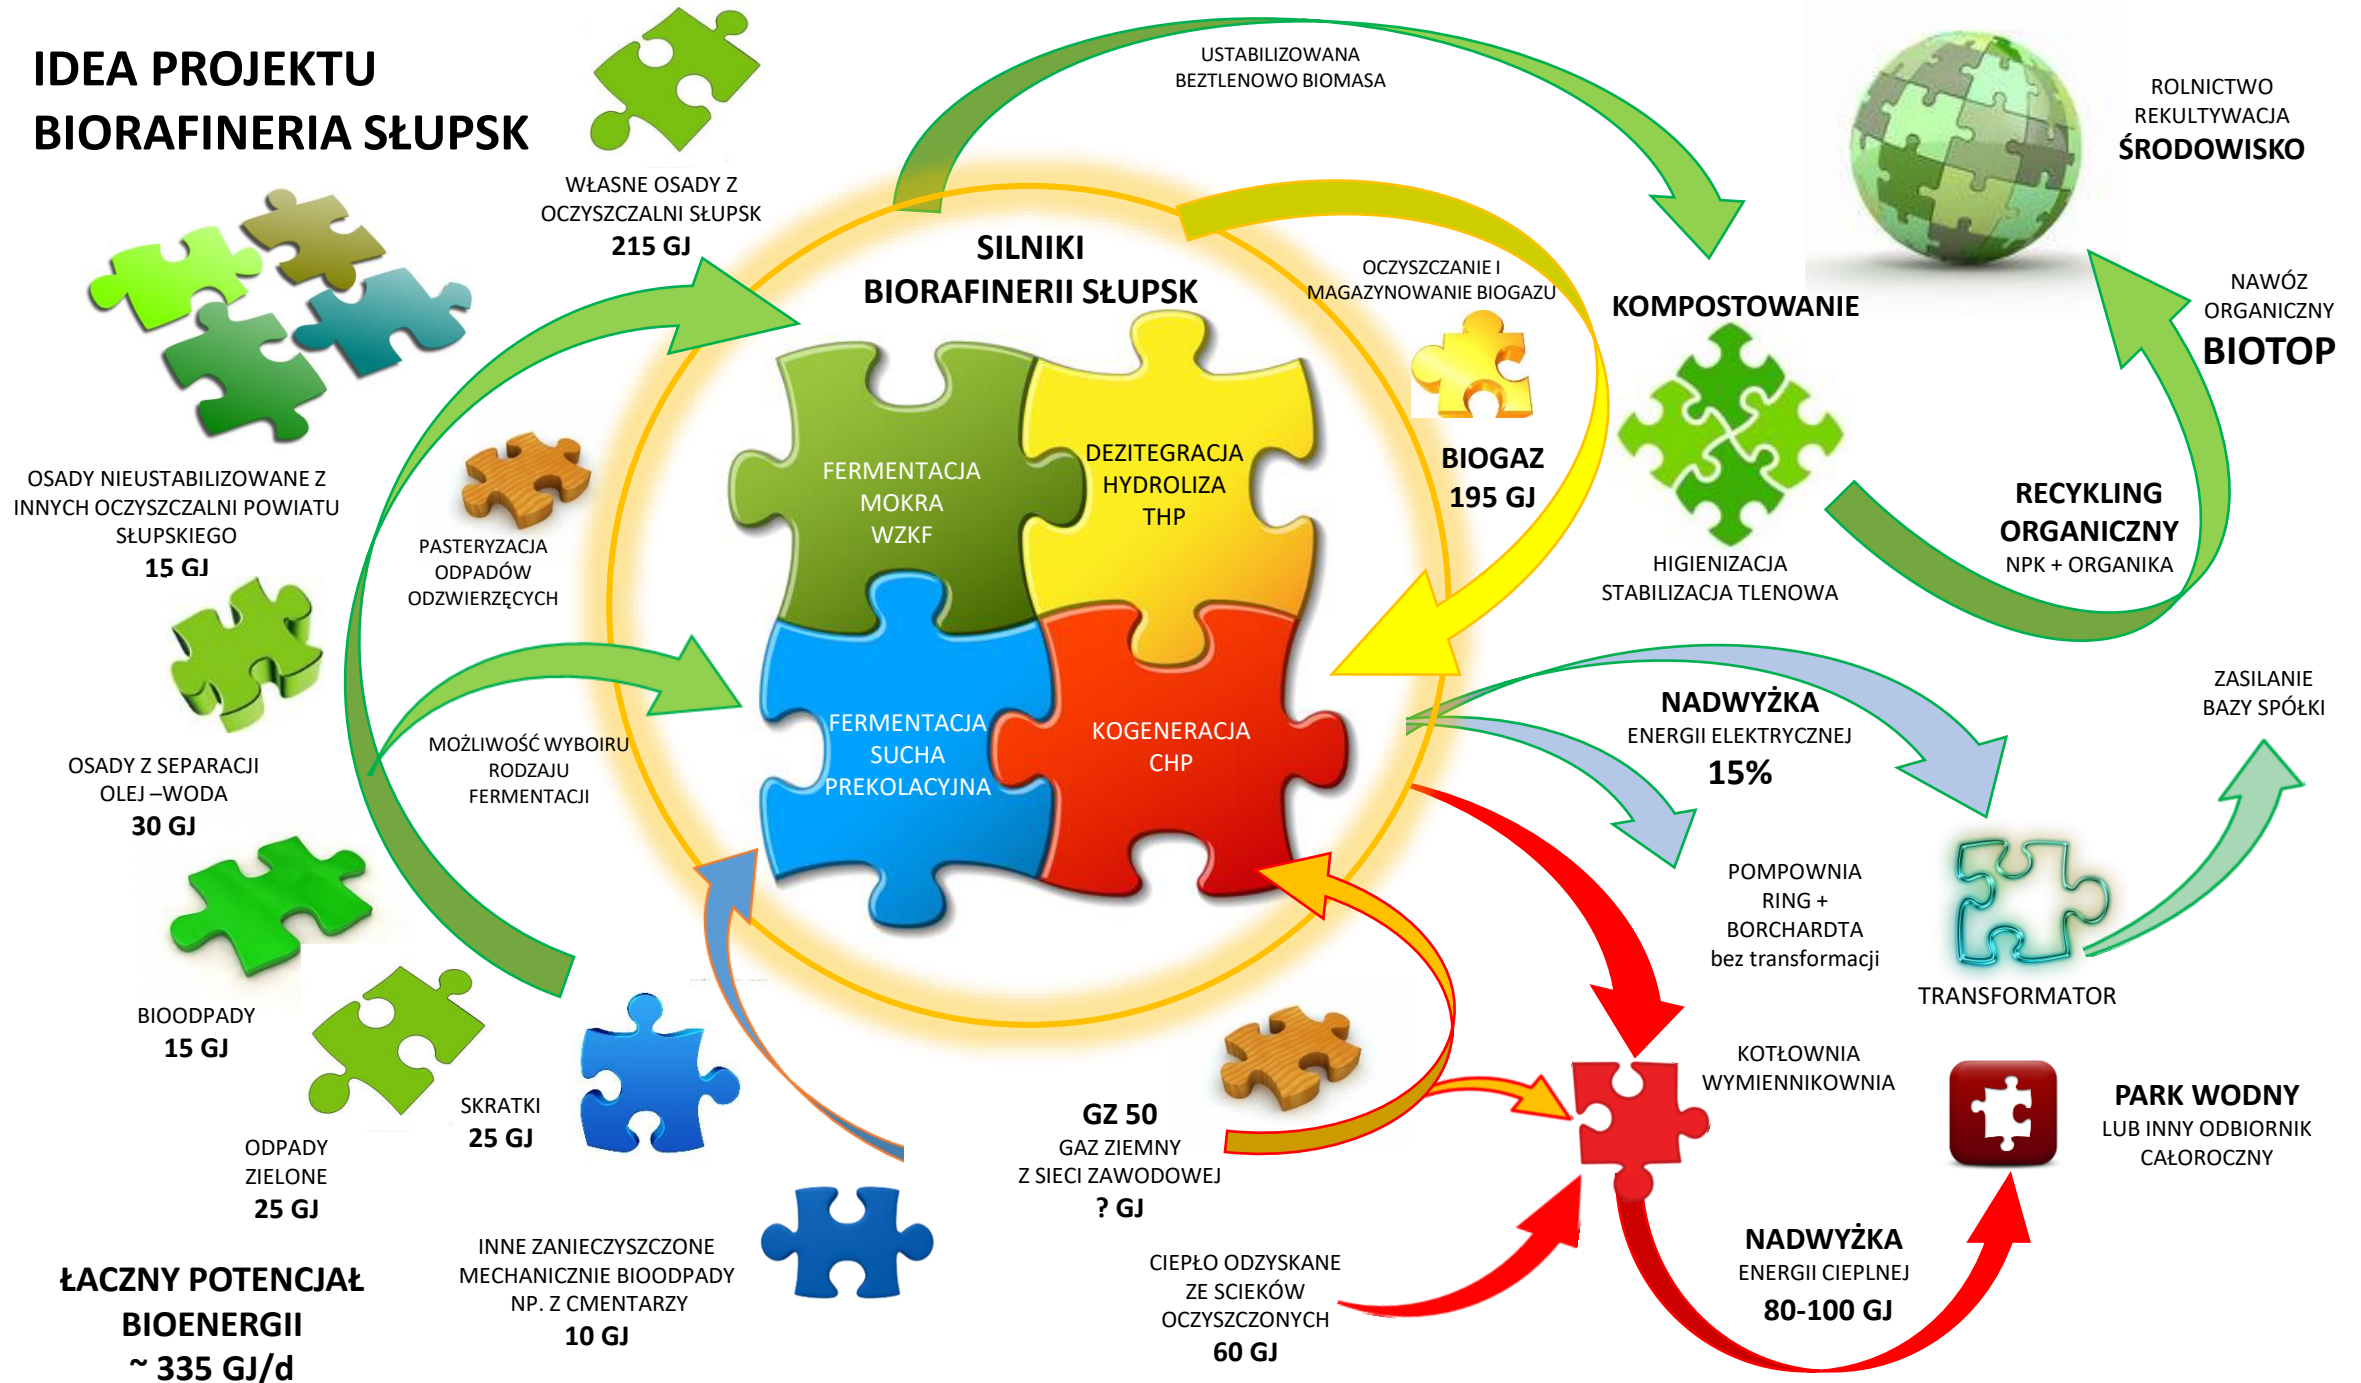 IDEA PROJEKTU
BIORAFINERIA SŁUPSK
WŁASNE OSADY Z
OCZYSZCZALNI SŁUPSK
215 GJ
OSADY NIEUSTABILIZOWANE Z
INNYCH OCZYSZCZALNI POWIATU
SŁUPSKIEGO
15 GJ
PASTERYZACJA
ODPADÓW
ODZWIERZĘCYCH
OSADY Z SEPARACJI
OLEJ –WODA
30 GJ
MOŻLIWOŚĆ WYBOIRU
RODZAJU
FERMENTACJI
BIOODPADY
15 GJ
ODPADY
ZIELONE
25 GJ
SKRATKI
25 GJ
INNE ZANIECZYSZCZONE
MECHANICZNIE BIOODPADY
NP. Z CMENTARZY
10 GJ
ŁACZNY POTENCJAŁ
BIOENERGII
~ 335 GJ/d
SILNIKI
BIORAFINERII SŁUPSK
FERMENTACJA
MOKRA
WZKF
DEZITEGRACJA
HYDROLIZA
THP
FERMENTACJA
SUCHA
PREKOLACYJNA
KOGENERACJA
CHP
USTABILIZOWANA
BEZTLENOWO BIOMASA
OCZYSZCZANIE I
MAGAZYNOWANIE BIOGAZU
BIOGAZ
195 GJ
KOMPOSTOWANIE
HIGIENIZACJA
STABILIZACJA TLENOWA
ROLNICTWO
REKULTYWACJA
ŚRODOWISKO
NAWÓZ
ORGANICZNY
BIOTOP
RECYKLING
ORGANICZNY
NPK + ORGANIKA
NADWYŻKA
ENERGII ELEKTRYCZNEJ
15%
ZASILANIE
BAZY SPÓŁKI
POMPOWNIA
RING +
BORCHARDTA
bez transformacji
TRANSFORMATOR
GZ 50
GAZ ZIEMNY
Z SIECI ZAWODOWEJ
? GJ
KOTŁOWNIA
WYMIENNIKOWNIA
PARK WODNY
LUB INNY ODBIORNIK
CAŁOROCZNY
CIEPŁO ODZYSKANE
ZE SCIEKÓW
OCZYSZCZONYCH
60 GJ
NADWYŻKA
ENERGII CIEPLNEJ
80-100 GJ